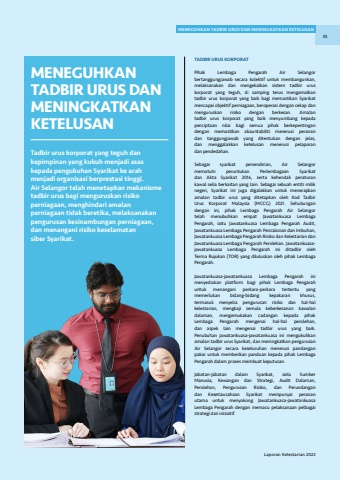 MENEGUHKAN TADBIR URUS DAN MENINGKATKAN KETELUSAN
35
MENEGUHKAN
TADBIR URUS DAN
MENINGKATKAN
KETELUSAN
Tadbir urus korporat yang teguh dan
kepimpinan yang kukuh menjadi asas
kepada pengukuhan Syarikat ke arah
menjadi organisasi berprestasi tinggi.
Air Selangor telah menetapkan mekanisme
tadbir urus bagi menguruskan risiko
perniagaan, menghindari amalan
perniagaan tidak beretika, melaksanakan
pengurusan kesinambungan perniagaan,
dan menangani risiko keselamatan
siber Syarikat.
TADBIR URUS KORPORAT
Pihak Lembaga Pengarah Air Selangor
bertanggungjawab secara kolektif untuk membangunkan,
melaksanakan dan mengekalkan sistem tadbir urus
korporat yang teguh, di samping terus mengamalkan
tadbir urus korporat yang baik bagi memastikan Syarikat
mencapai objektif perniagaan, beroperasi dengan cekap dan
menguruskan risiko dengan berkesan. Amalan
tadbir urus korporat yang baik menyumbang kepada
penciptaan nilai bagi semua pihak berkepentingan
dengan memastikan akauntabiliti menerusi peranan
dan tanggungjawab yang ditentukan dengan jelas,
dan menggalakkan ketelusan menerusi pelaporan
dan pendedahan.
Sebagai syarikat persendirian, Air Selangor
mematuhi peruntukan Perlembagaan Syarikat
dan Akta Syarikat 2016, serta kehendak peraturan
kawal selia berkaitan yang lain. Sebagai sebuah entiti milik
negeri, Syarikat ini juga digalakkan untuk menerapkan
amalan tadbir urus yang ditetapkan oleh Kod Tadbir
Urus Korporat Malaysia (MCCG) 2021. Sehubungan
dengan ini, pihak Lembaga Pengarah Air Selangor
telah menubuhkan empat Jawatankuasa Lembaga
Pengarah, iaitu Jawatankuasa Lembaga Pengarah Audit,
Jawatankuasa Lembaga Pengarah Pencalonan dan Imbuhan,
Jawatankuasa Lembaga Pengarah Risiko dan Kelestarian dan
Jawatankuasa Lembaga Pengarah Perolehan. Jawatankuasa-
Jawatankuasa Lembaga Pengarah ini ditadbir oleh
Terma Rujukan (TOR) yang diluluskan oleh pihak Lembaga
Pengarah.
Jawatankuasa-Jawatankuasa Lembaga Pengarah ini
menyediakan platform bagi pihak Lembaga Pengarah
untuk menangani perkara-perkara tertentu yang
memerlukan bidang-bidang kepakaran khusus,
termasuk menyelia pengurusan risiko dan hal-hal
kelestarian, mengkaji semula keberkesanan kawalan
dalaman, mengemukakan cadangan kepada pihak
Lembaga Pengarah mengenai hal-hal perolehan,
dan aspek lain mengenai tadbir urus yang baik.
Penubuhan Jawatankuasa-Jawatankuasa ini mengukuhkan
amalan tadbir urus Syarikat, dan meningkatkan pengurusan
Air Selangor secara keseluruhan menerusi pandangan
pakar untuk memberikan panduan kepada pihak Lembaga
Pengarah dalam proses membuat keputusan.
Jabatan-jabatan dalam Syarikat, iaitu Sumber
Manusia, Kewangan dan Strategi, Audit Dalaman,
Perolehan, Pengurusan Risiko, dan Perundangan
dan Kesetiausahaan Syarikat mempunyai peranan
utama untuk menyokong Jawatankuasa-Jawatankuasa
Lembaga Pengarah dengan memacu pelaksanaan pelbagai
strategi dan inisiatif.
Laporan Kelestarian 2022